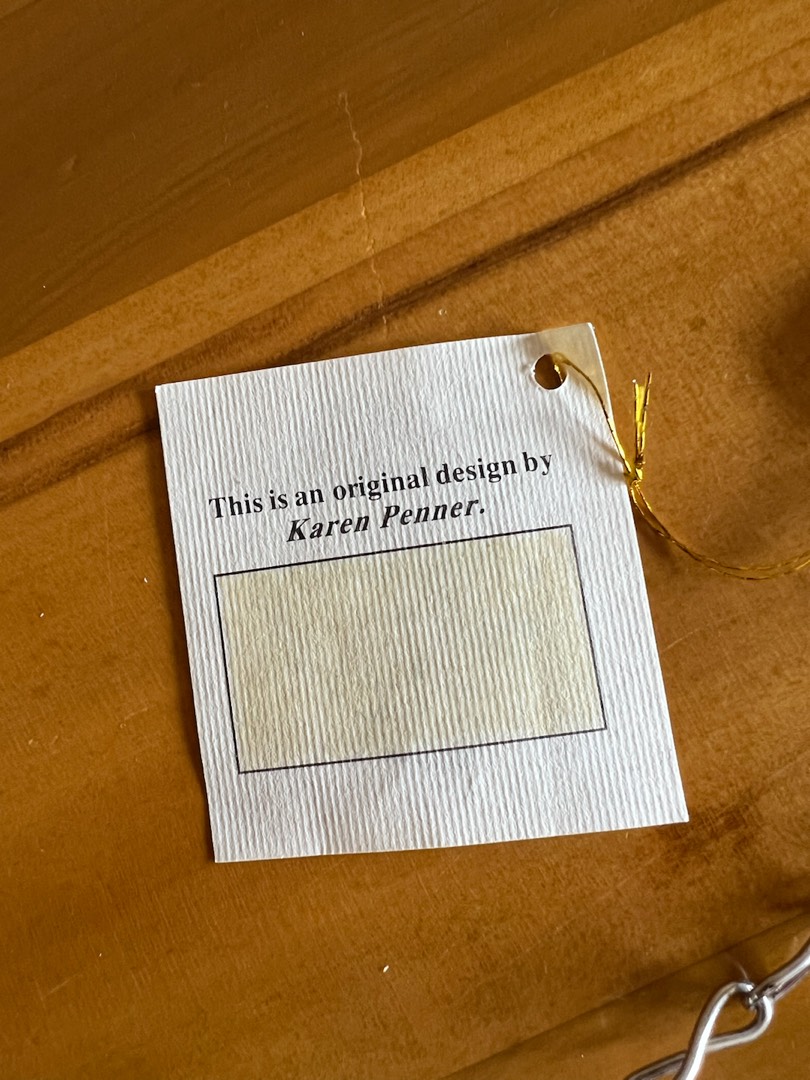 This is an original design by
Karen Penner.